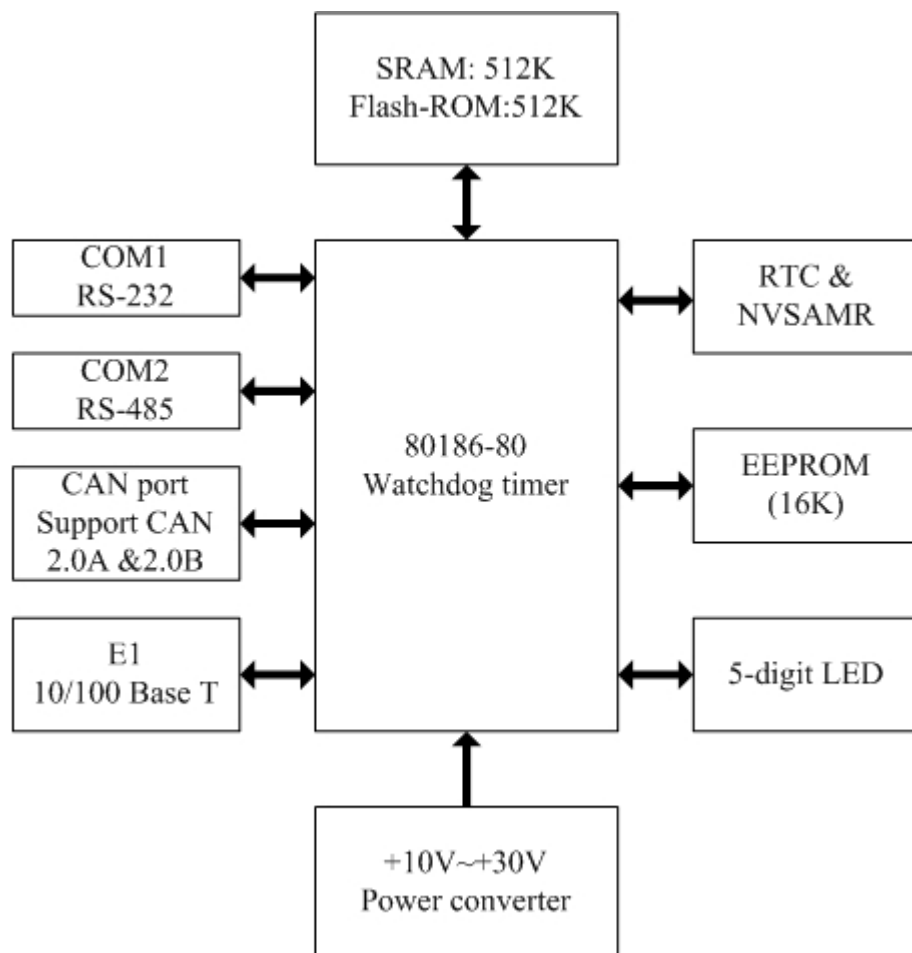 SRAM: 512K
Flash-ROM:512K
COM1
RS-232
COM2
RS-485
CAN port
Support CAN
2.0A &2.0B
E1
10/100 Base T
80186-80
Watchdog timer
RTC &
NVSAMR
EEPROM
(16K)
5-digit LED
+10V~+30V
Power converter